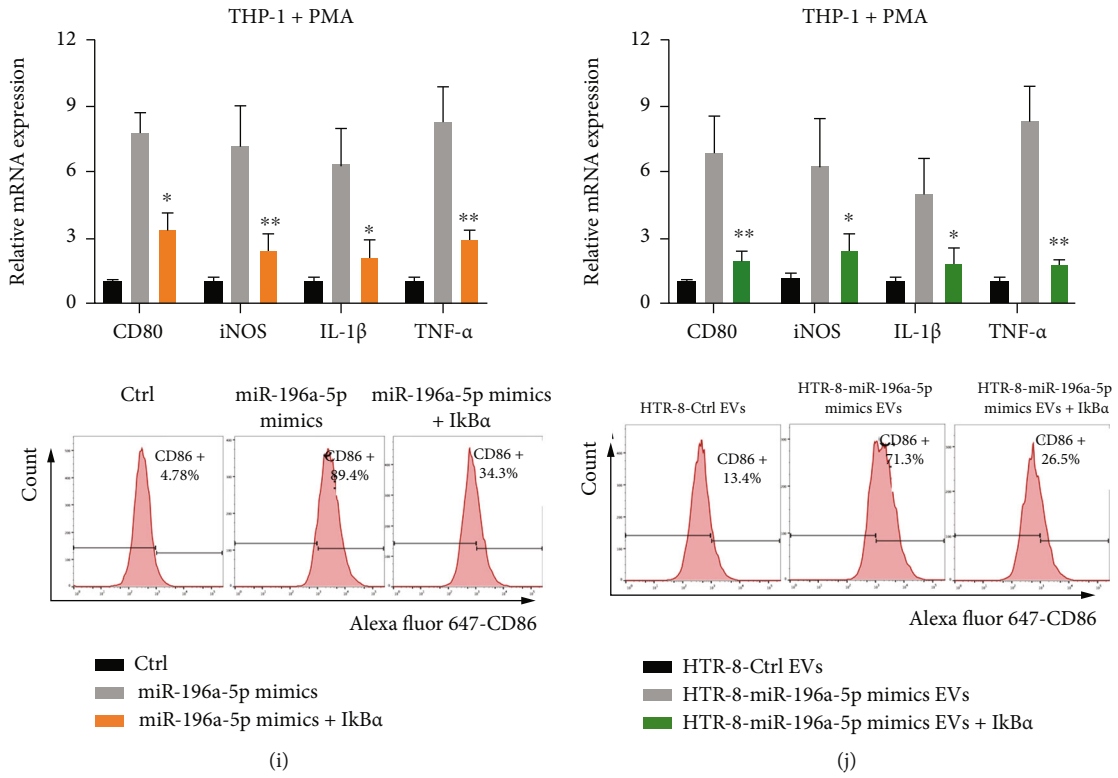 THP-1 + PMA
Relative mRNA expression
12
9
6
3
0
* ** * **
CD80 iNOS IL-1β TNF-α
Ctrl
miR-196a-5p
mimics
miR-196a-5p mimics
+ IkBα
Count
CD86 +
4.78%
CD86 +
89.4%
CD86 +
34.3%
Alexa fluor 647-CD86
Ctrl
miR-196a-5p mimics
miR-196a-5p mimics + IkBα
(i)
THP-1 + PMA
Relative mRNA expression
12
9
6
3
0
** * * **
CD80 iNOS IL-1β TNF-α
HTR-8-Ctrl EVs
HTR-8-miR-196a-5p
mimics EVs
HTR-8-miR-196a-5p
mimics EVs + IkBα
Count
CD86 +
13.4%
CD86 +
71.3%
CD86 +
26.5%
Alexa fluor 647-CD86
HTR-8-Ctrl EVs
HTR-8-miR-196a-5p mimics EVs
HTR-8-miR-196a-5p mimics EVs + IkBα
(j)